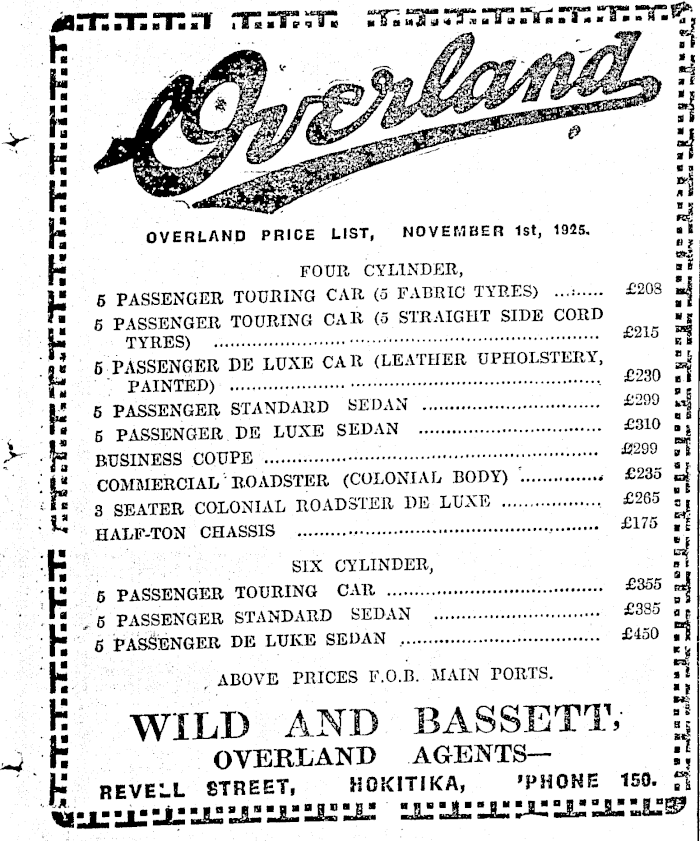 Overland
OVERLAND PRICE LIST, NOVEMBER 1st, 1925.
FOUR CYLINDER,
5 PASSENGER TOURING CAR (5 FABRIC TYRES) ........ £208
5 PASSENGER TOURING CAR (5 STRAIGHT SIDE CORD
TYRES) ........ £215
5 PASSENGER DE LUXE CAR (LEATHER UPHOLSTERY,
PAINTED) ........ £230
5 PASSENGER STANDARD SEDAN ........ £299
5 PASSENGER DE LUXE SEDAN ........ £310
BUSINESS COUPE ........ £299
COMMERCIAL ROADSTER (COLONIAL BODY) ........ £235
3 SEATER COLONIAL ROADSTER DE LUXE ........ £265
HALF-TON CHASSIS ........ £175
SIX CYLINDER,
5 PASSENGER TOURING CAR ........ £355
5 PASSENGER STANDARD SEDAN ........ £385
5 PASSENGER DE LUKE SEDAN ........ £450
ABOVE PRICES F.O.B. MAIN PORTS.
WILD AND BASSETT,
OVERLAND AGENTS—
REVELL STREET, HOKITIKA, 'PHONE 150.